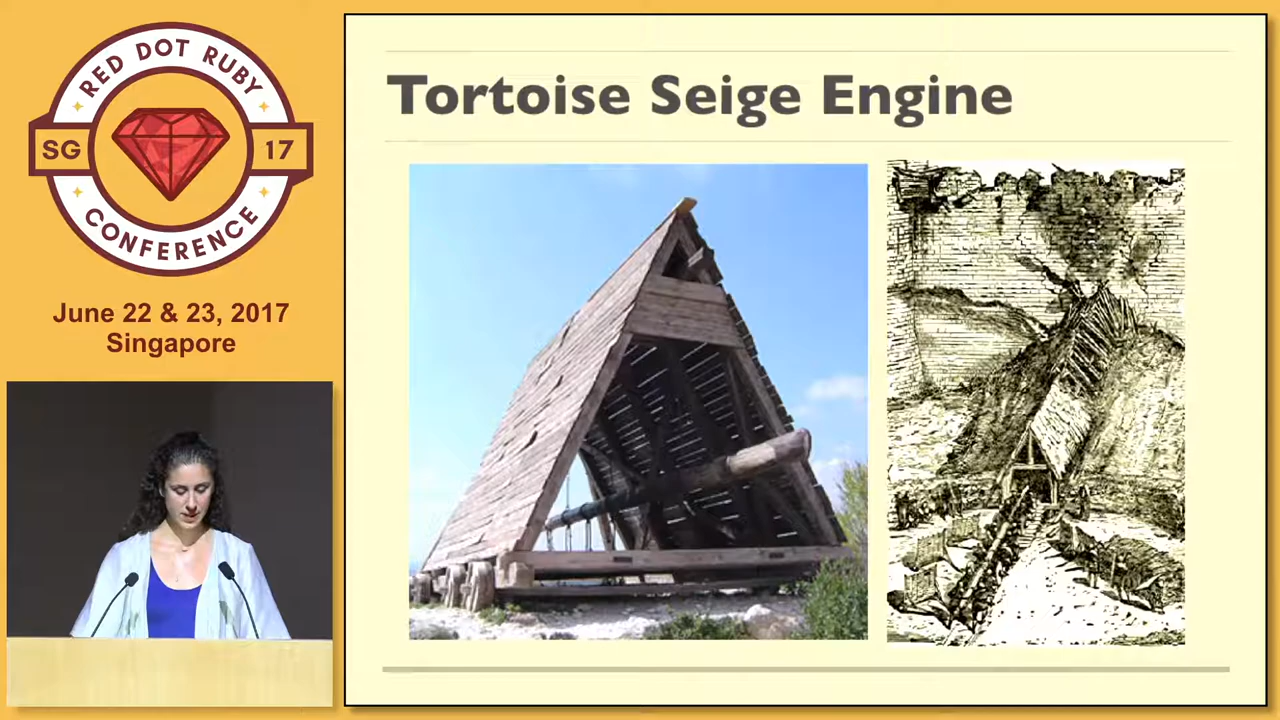 RED DOT RUBY
SG 17
CONFERENCE
June 22 & 23, 2017
Singapore
Tortoise Seige Engine